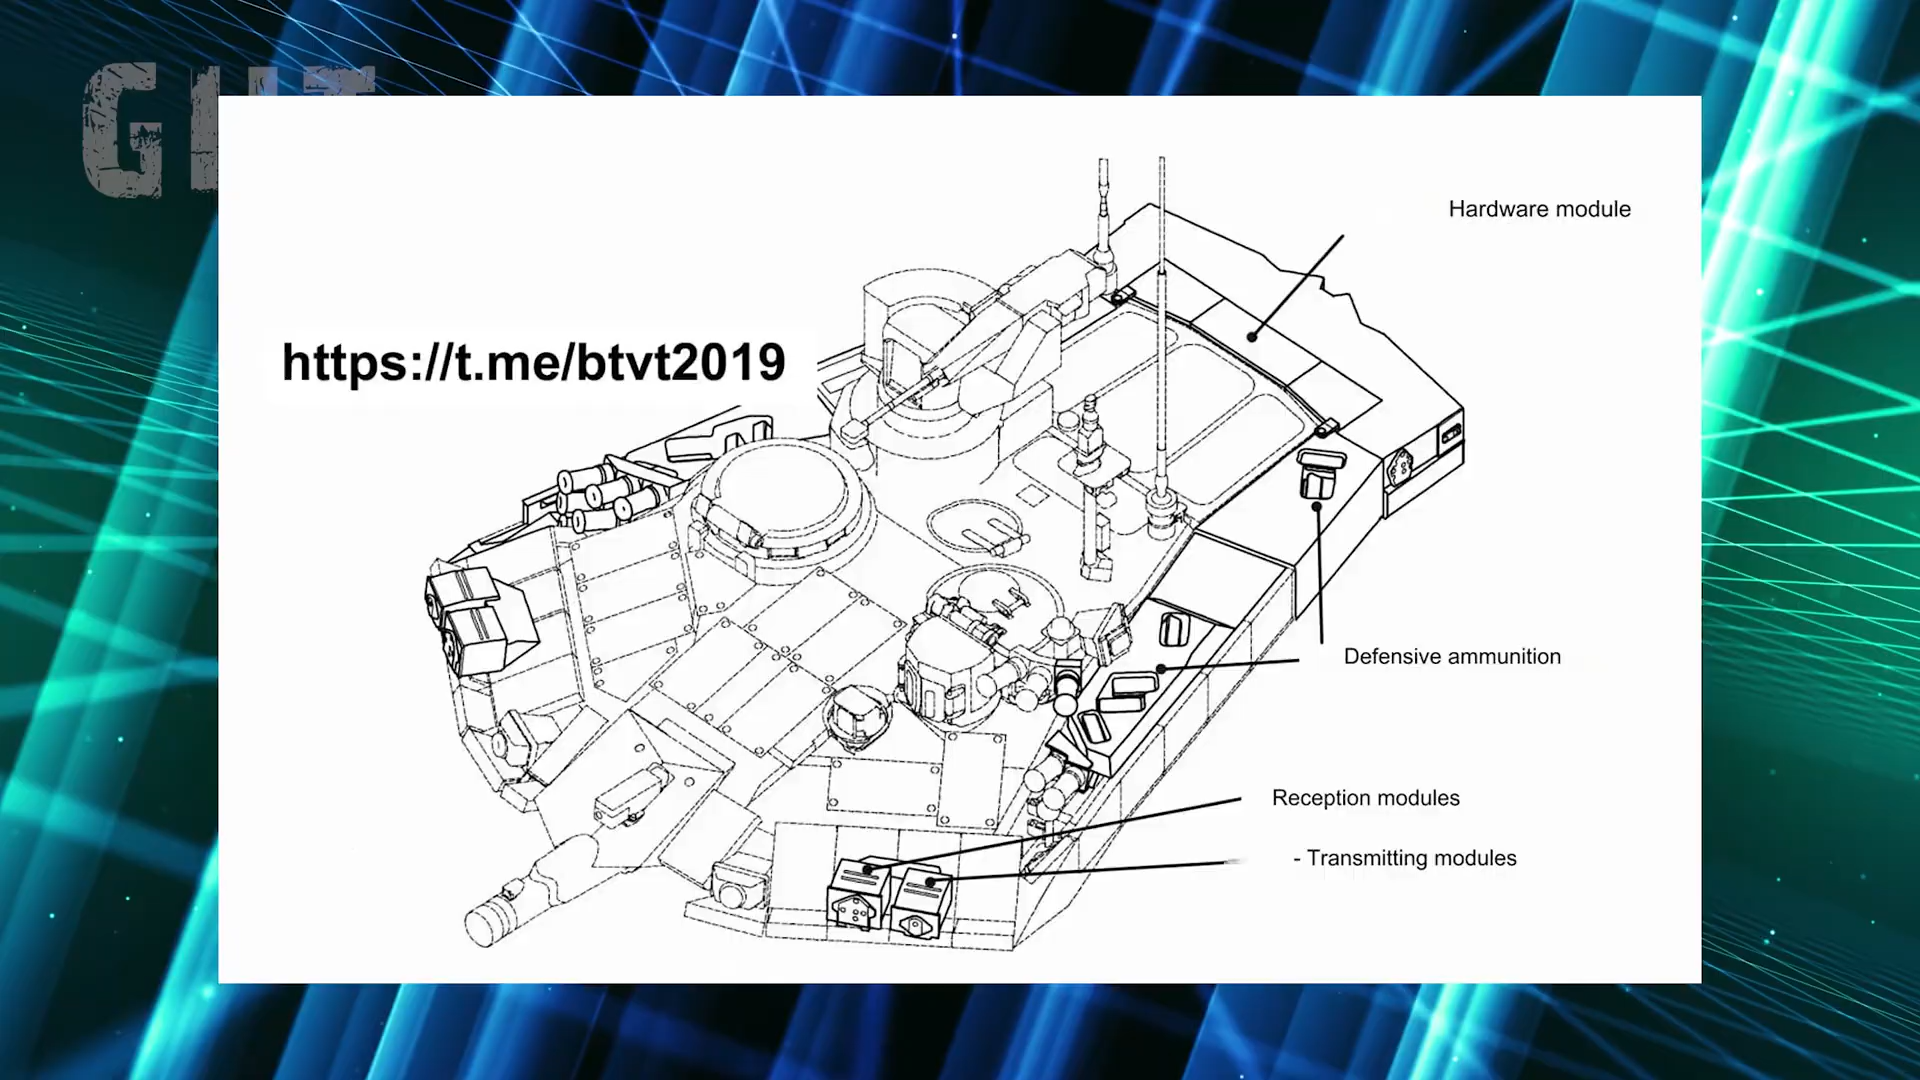 Hardware module
https://t.me/btvt2019
Defensive ammunition
Reception modules
- Transmitting modules